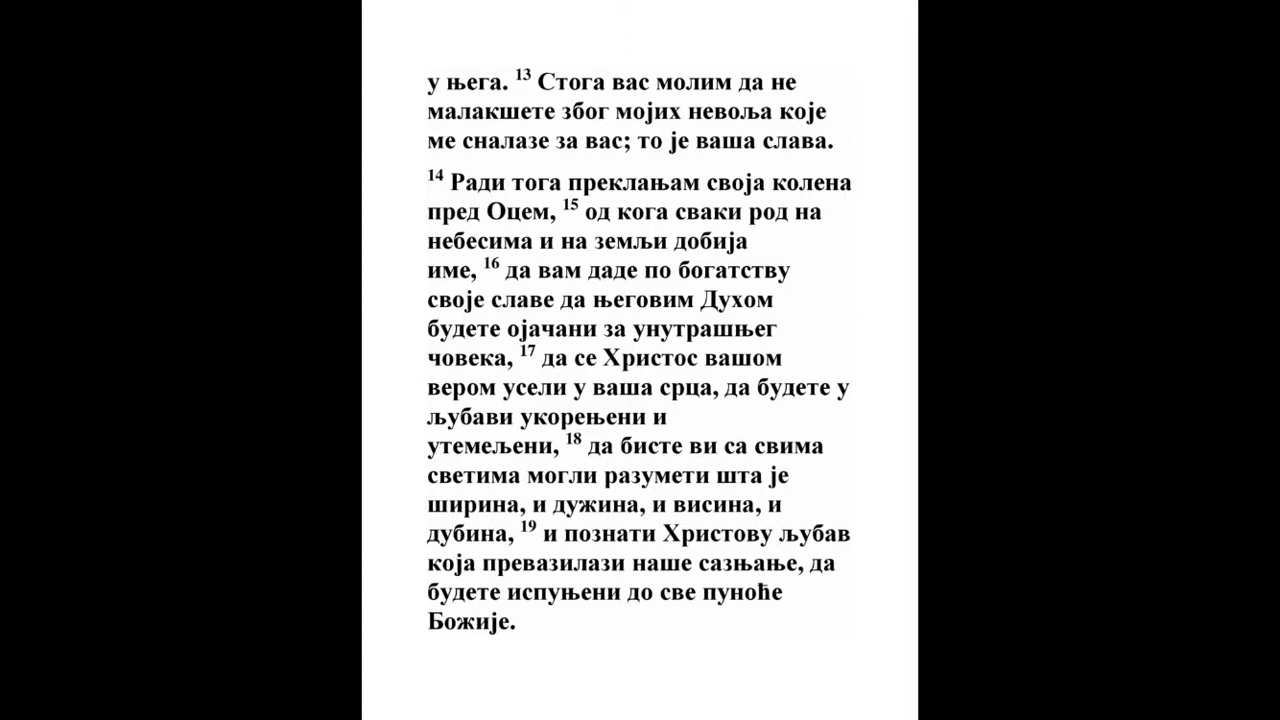 у њега. 13 Стога вас молим да не
малакшете због мојих невоља које
ме сналазе за вас; то је ваша слава.
14 Ради тога преклањам своја колена
пред Оцем, 15 од кога сваки род на
небесима и на земљи добија
име, 16 да вам даде по богатству
своје славе да његовим Духом
будете ојачани за унутрашњег
човека, 17 да се Христос вашом
вером усели у ваша срца, да будете у
љубави укорењени и
утемељени, 18 да бисте ви са свима
светима могли разумети шта је
ширина, и дужина, и висина, и
дубина, 19 и познати Христову љубав
која превазилази наше сазњање, да
будете испуњени до све пуноће
Божије.